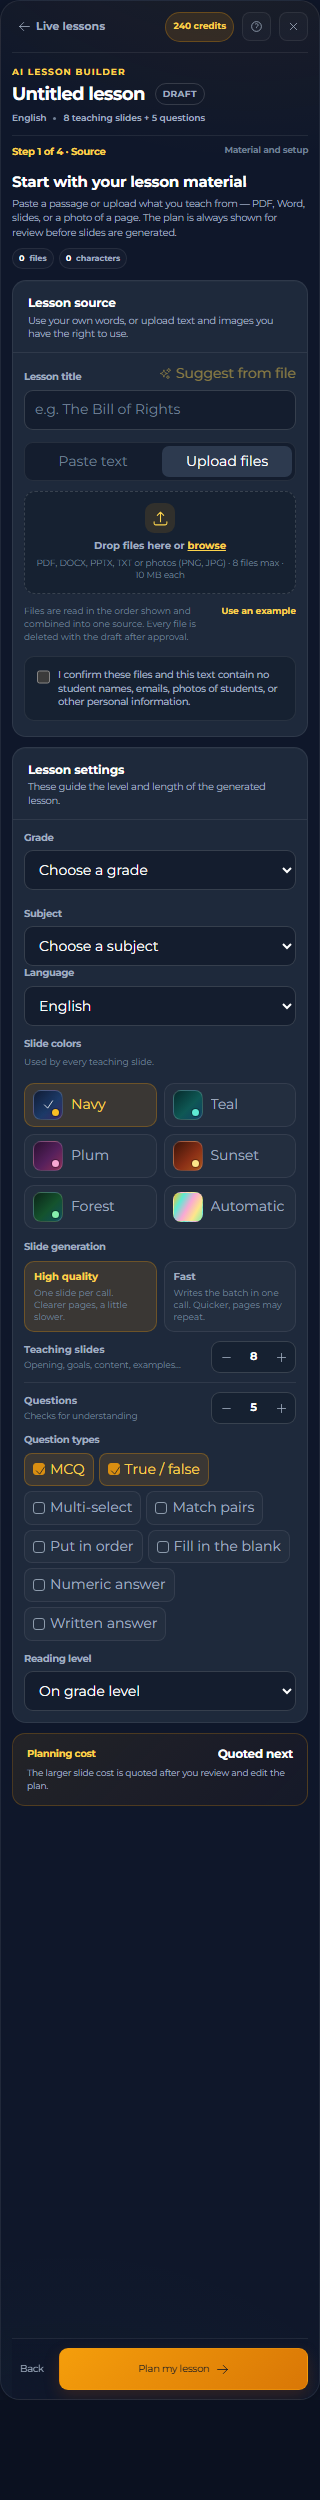 Live lessons
240 credits
AI LESSON BUILDER
Untitled lesson
DRAFT
English • 8 teaching slides + 5 questions
Step 1 of 4 · Source
Material and setup
Start with your lesson material
Paste a passage or upload what you teach from — PDF, Word,
slides, or a photo of a page. The plan is always shown for
review before slides are generated.
0 files
0 characters
Lesson source
Use your own words, or upload text and images you
have the right to use.
Lesson title
Suggest from file
e.g. The Bill of Rights
Paste text
Upload files
Drop files here or browse
PDF, DOCX, PPTX, TXT or photos (PNG, JPG) · 8 files max ·
10 MB each
Files are read in the order shown and
combined into one source. Every file is
deleted with the draft after approval.
Use an example
I confirm these files and this text contain no
student names, emails, photos of students, or
other personal information.
Lesson settings
These guide the level and length of the generated
lesson.
Grade
Choose a grade
Subject
Choose a subject
Language
English
Slide colors
Used by every teaching slide.
Navy
Teal
Plum
Sunset
Forest
Automatic
Slide generation
High quality
One slide per call.
Clearer pages, a little
slower.
Fast
Writes the batch in one
call. Quicker, pages may
repeat.
Teaching slides
Opening, goals, content, examples...
8
Questions
Checks for understanding
5
Question types
MCQ
True / false
Multi-select
Match pairs
Put in order
Fill in the blank
Numeric answer
Written answer
Reading level
On grade level
Planning cost
Quoted next
The larger slide cost is quoted after you review and edit the
plan.
Back
Plan my lesson